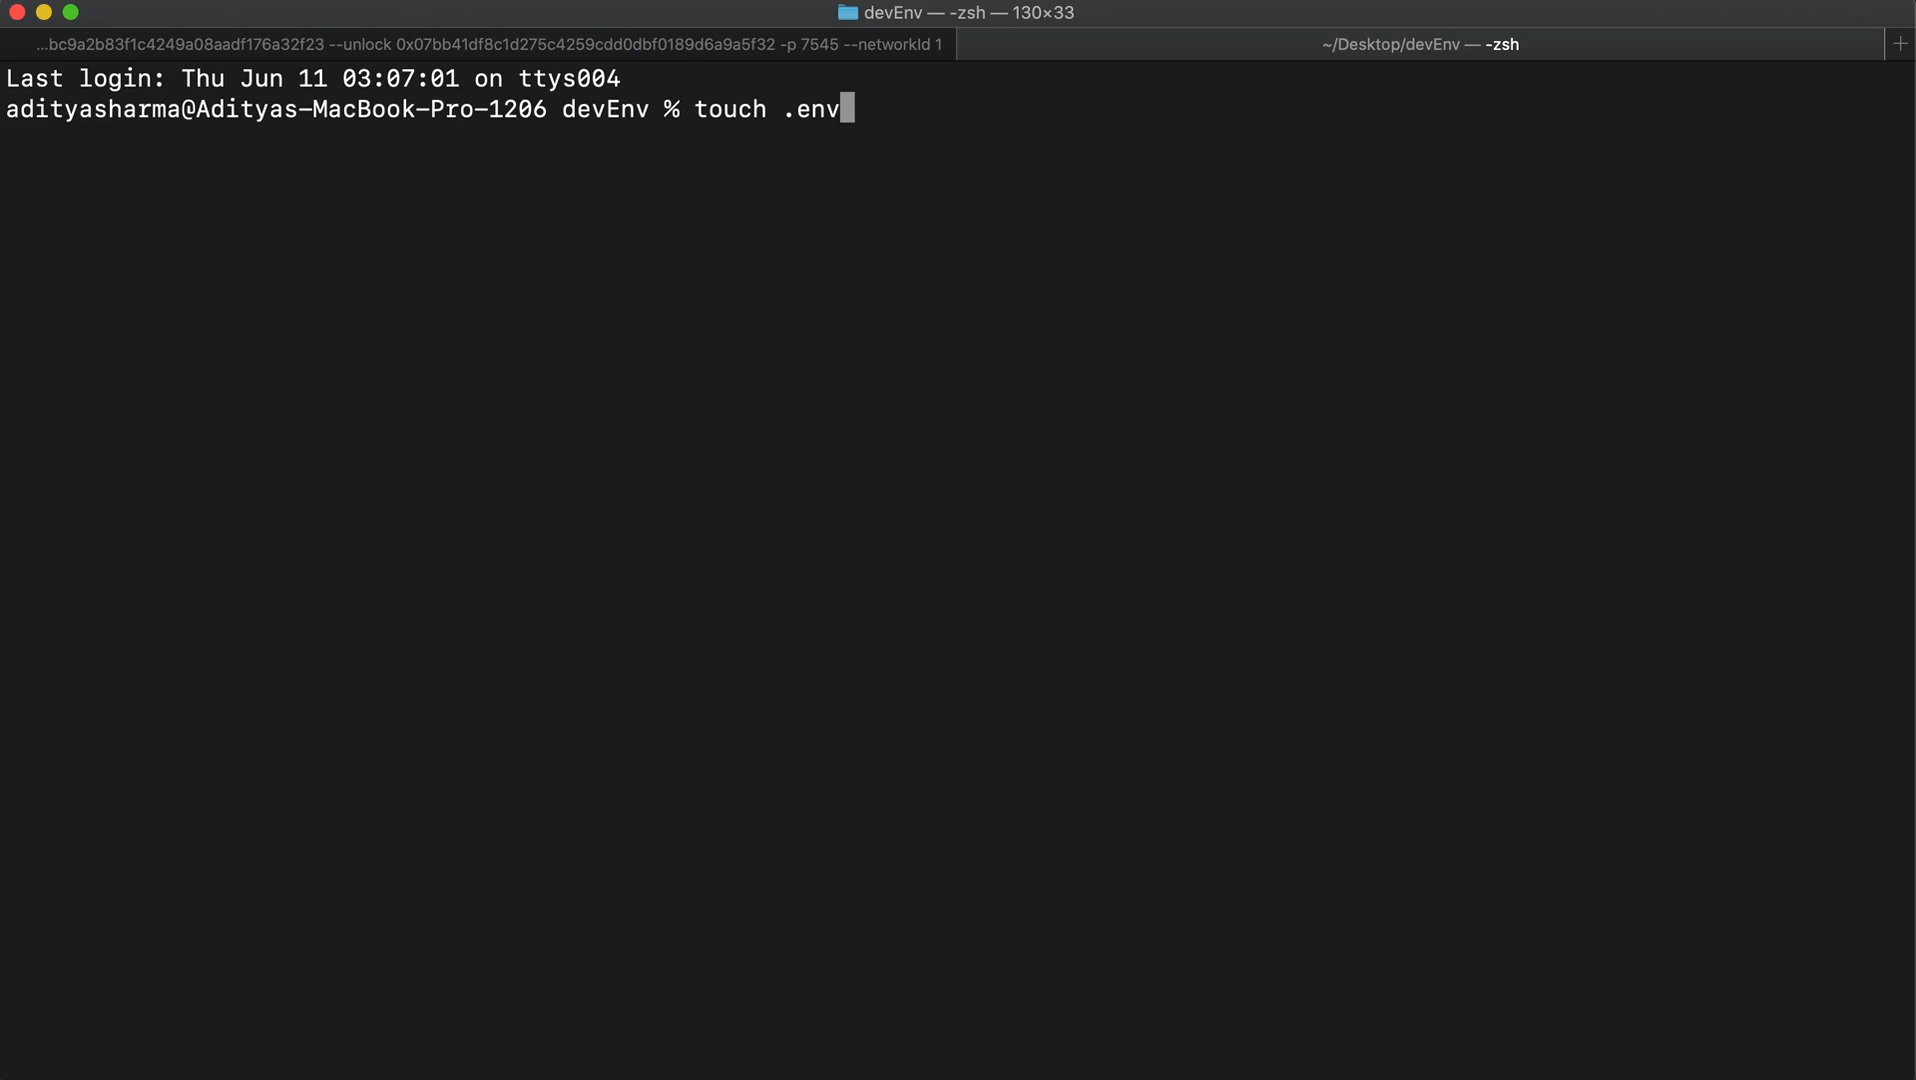 devEnv — -zsh — 130×33
...bc9a2b83f1c4249a08aadf176a32f23 --unlock 0x07bb41df8c1d275c4259cdd0dbf0189d6a9a5f32 -p 7545 --networkId 1
~/Desktop/devEnv — -zsh
Last login: Thu Jun 11 03:07:01 on ttys004
adityasharma@Adityas-MacBook-Pro-1206 devEnv % touch .env